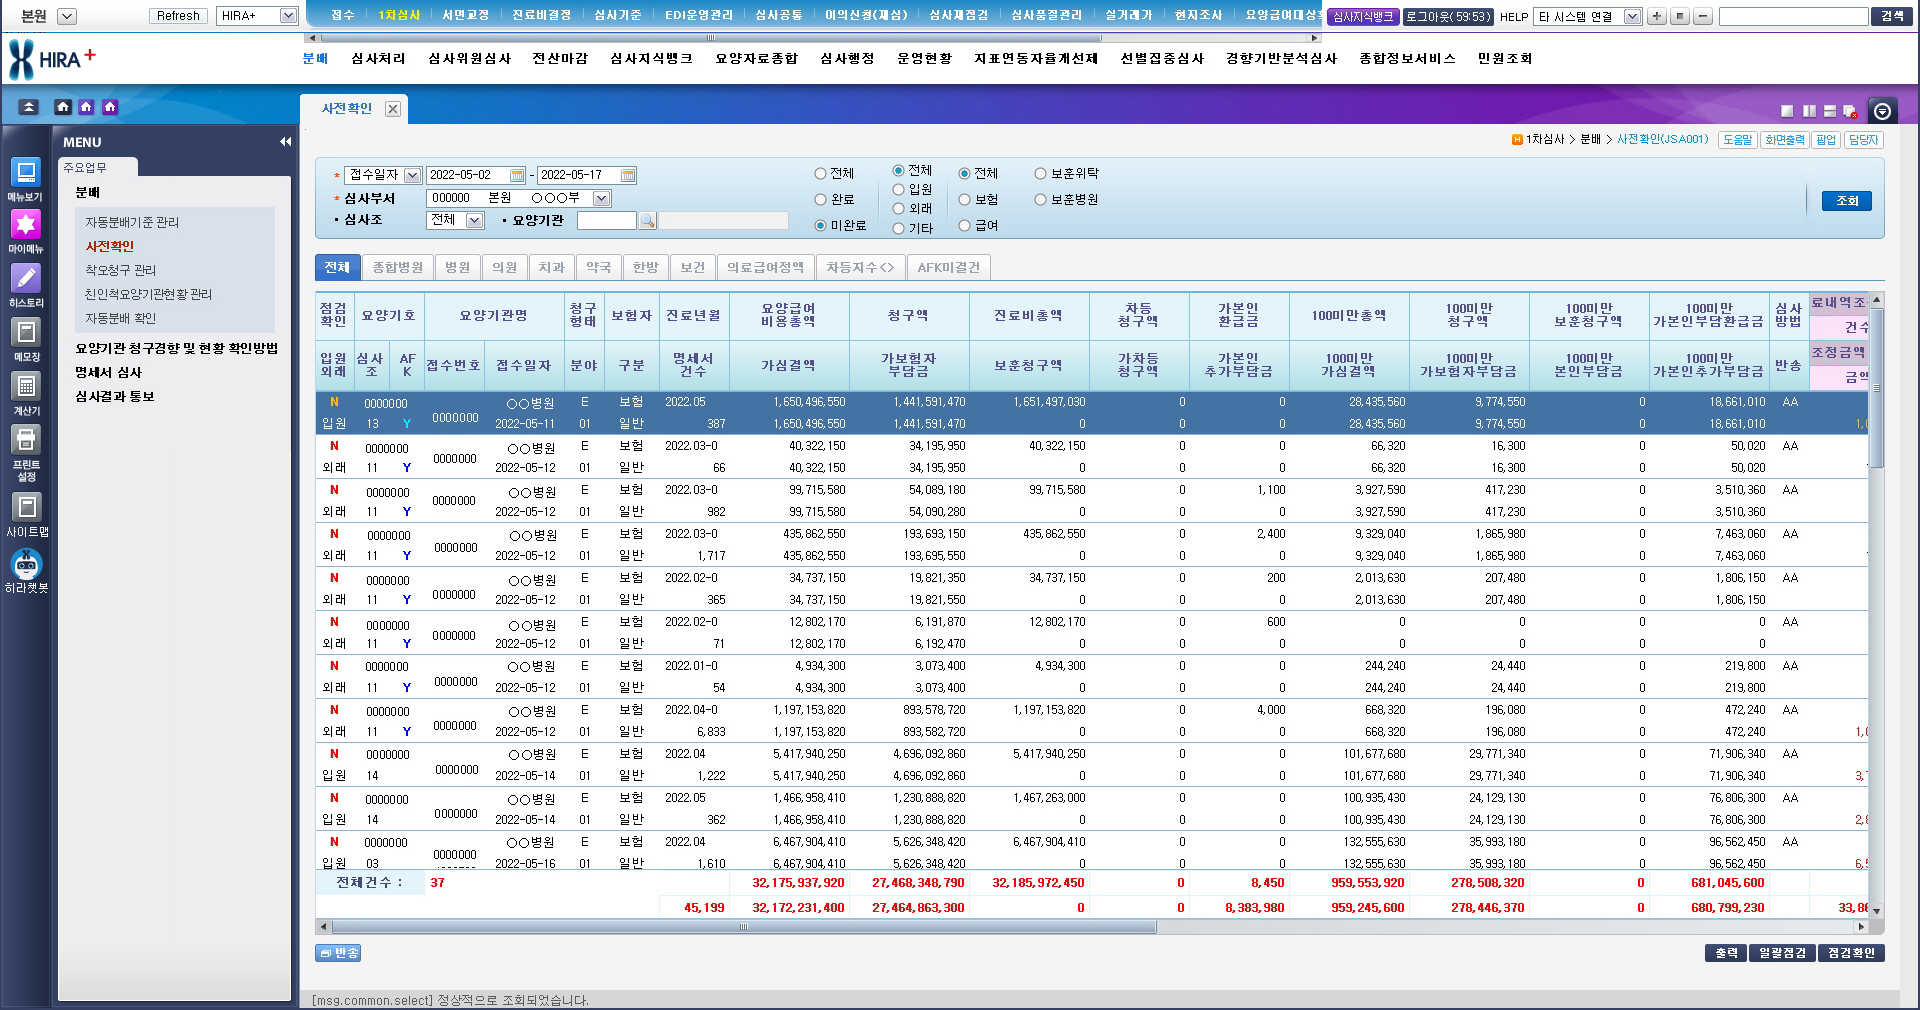 본원 Refresh HIRA+ 접수 1차심사 서면교정 진료비결정 심사기준 EDI운영관리 심사공통 이의신청(재심) 심사재점검 심사품질관리 실거래가 현지조사 요양급여대상 심사지식뱅크 로그아웃(59:53) HELP 타 시스템 연결 검색
HIRA+ 분배 심사처리 심사위원심사 전산마감 심사지식뱅크 요양자료종합 심사행정 운영현황 지표연동자율개선제 선별집중심사 경향기반분석심사 종합정보서비스 민원조회
사전확인
MENU
1차심사 > 분배 > 사전확인(JSA001) 도움말 화면출력 팝업 담당자
주요업무
분배
자동분배기준 관리
사전확인
착오청구 관리
친인척요양기관현황 관리
자동분배 확인
요양기관 청구경향 및 현황 확인방법
명세서 심사
심사결과 통보
메뉴보기
마이메뉴
히스토리
메모장
계산기
프린트
설정
사이트맵
히라챗봇
* 접수일자 2022-05-02 - 2022-05-17
* 심사부서 000000 본원 ○○○부
· 심사조 전체 · 요양기관
전체 완료 미완료
전체 입원 외래 기타
전체 보험 급여
보훈위탁 보훈병원
조회
전체 종합병원 병원 의원 치과 약국 한방 보건 의료급여정액 차등지수<> AFK미결건
점검확인 요양기호 요양기관명 청구형태 보험자 진료년월 요양급여비용총액 청구액 진료비총액 차등청구액 가본인환급금 100미만총액 100미만청구액 100미만보훈청구액 100미만가본인부담환급금 심사방법 료내역조 건수
입원외래 심사조 AFK 접수번호 접수일자 분야 구분 명세서건수 가심결액 가보험자부담금 보훈청구액 가차등청구액 가본인추가부담금 100미만가심결액 100미만가보험자부담금 100미만본인부담금 100미만가본인추가부담금 반송 조정금액 금액
N 0000000 ○○병원 E 보험 2022.05 1,650,496,550 1,441,591,470 1,651,497,030 0 0 28,435,560 9,774,550 0 18,661,010 AA
입원 13 Y 0000000 2022-05-11 01 일반 387 1,650,496,550 1,441,591,470 0 0 0 28,435,560 9,774,550 0 18,661,010
N 0000000 ○○병원 E 보험 2022.03-0 40,322,150 34,195,950 40,322,150 0 0 66,320 16,300 0 50,020 AA
외래 11 Y 0000000 2022-05-12 01 일반 66 40,322,150 34,195,950 0 0 0 66,320 16,300 0 50,020
N 0000000 ○○병원 E 보험 2022.03-0 99,715,580 54,089,180 99,715,580 0 1,100 3,927,590 417,230 0 3,510,360 AA
외래 11 Y 0000000 2022-05-12 01 일반 982 99,715,580 54,090,280 0 0 0 3,927,590 417,230 0 3,510,360
N 0000000 ○○병원 E 보험 2022.03-0 435,862,550 193,693,150 435,862,550 0 2,400 9,329,040 1,865,980 0 7,463,060 AA
외래 11 Y 0000000 2022-05-12 01 일반 1,717 435,862,550 193,695,550 0 0 0 9,329,040 1,865,980 0 7,463,060
N 0000000 ○○병원 E 보험 2022.02-0 34,737,150 19,821,350 34,737,150 0 200 2,013,630 207,480 0 1,806,150 AA
외래 11 Y 0000000 2022-05-12 01 일반 365 34,737,150 19,821,550 0 0 0 2,013,630 207,480 0 1,806,150
N 0000000 ○○병원 E 보험 2022.02-0 12,802,170 6,191,870 12,802,170 0 600 0 0 0 0 AA
외래 11 Y 0000000 2022-05-12 01 일반 71 12,802,170 6,192,470 0 0 0 0 0 0 0
N 0000000 ○○병원 E 보험 2022.01-0 4,934,300 3,073,400 4,934,300 0 0 244,240 24,440 0 219,800 AA
외래 11 Y 0000000 2022-05-12 01 일반 54 4,934,300 3,073,400 0 0 0 244,240 24,440 0 219,800
N 0000000 ○○병원 E 보험 2022.04-0 1,197,153,820 893,578,720 1,197,153,820 0 4,000 668,320 196,080 0 472,240 AA
외래 11 Y 0000000 2022-05-12 01 일반 6,833 1,197,153,820 893,582,720 0 0 0 668,320 196,080 0 472,240
N 0000000 ○○병원 E 보험 2022.04 5,417,940,250 4,696,092,860 5,417,940,250 0 0 101,677,680 29,771,340 0 71,906,340 AA
입원 14 0000000 2022-05-14 01 일반 1,222 5,417,940,250 4,696,092,860 0 0 0 101,677,680 29,771,340 0 71,906,340
N 0000000 ○○병원 E 보험 2022.05 1,466,958,410 1,230,888,820 1,467,263,000 0 0 100,935,430 24,129,130 0 76,806,300 AA
입원 14 0000000 2022-05-14 01 일반 362 1,466,958,410 1,230,888,820 0 0 0 100,935,430 24,129,130 0 76,806,300
N 0000000 ○○병원 E 보험 2022.04 6,467,904,410 5,626,348,420 6,467,904,410 0 0 132,555,630 35,993,180 0 96,562,450 AA
입원 03 0000000 2022-05-16 01 일반 1,610 6,467,904,410 5,626,348,420 0 0 0 132,555,630 35,993,180 0 96,562,450
전체건수 : 37 32,175,937,920 27,468,348,790 32,185,972,450 0 8,450 959,553,920 278,508,320 0 681,045,600
45,199 32,172,231,400 27,464,863,300 0 0 8,383,980 959,245,600 278,446,370 0 680,799,230 33,86
반송 출력 일괄점검 점검확인
[msg.common.select] 정상적으로 조회되었습니다.